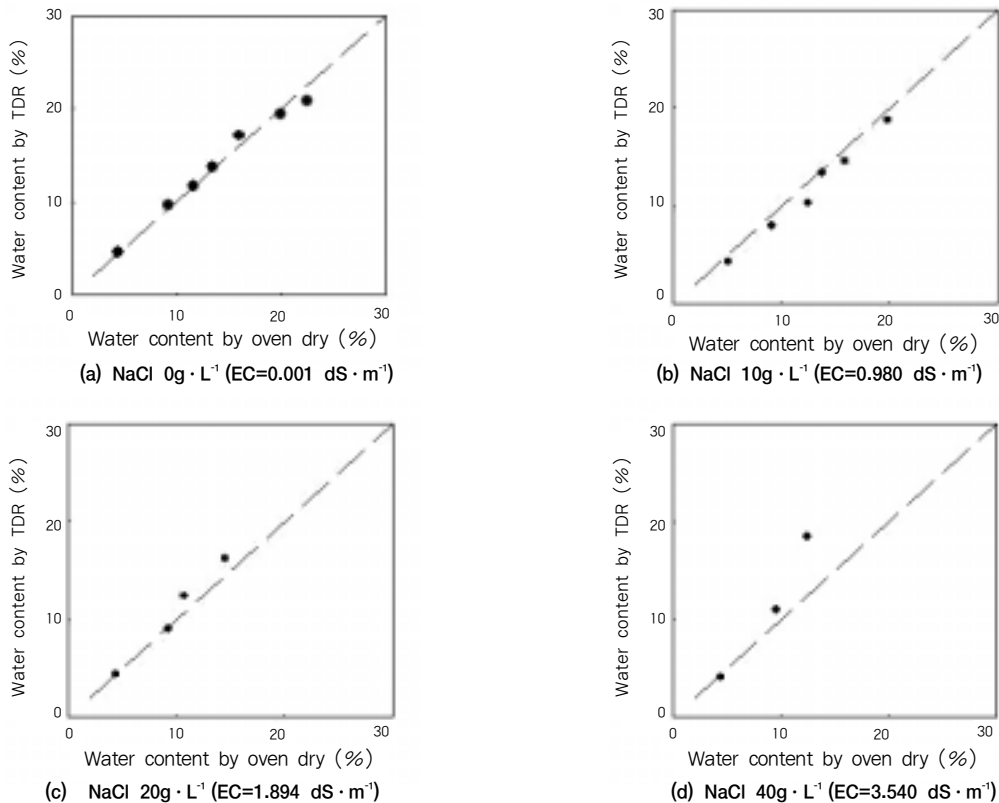 30
20
10
0
Water content by TDR (%)
0 10 20 30
Water content by oven dry (%)
(a) NaCl 0g · L⁻¹ (EC=0.001 dS · m⁻¹)
30
20
10
0
Water content by TDR (%)
0 10 20 30
Water content by oven dry (%)
(b) NaCl 10g · L⁻¹ (EC=0.980 dS · m⁻¹)
30
20
10
0
Water content by TDR (%)
0 10 20 30
Water content by oven dry (%)
(c) NaCl 20g · L⁻¹ (EC=1.894 dS · m⁻¹)
30
20
10
0
Water content by TDR (%)
0 10 20 30
Water content by oven dry (%)
(d) NaCl 40g · L⁻¹ (EC=3.540 dS · m⁻¹)